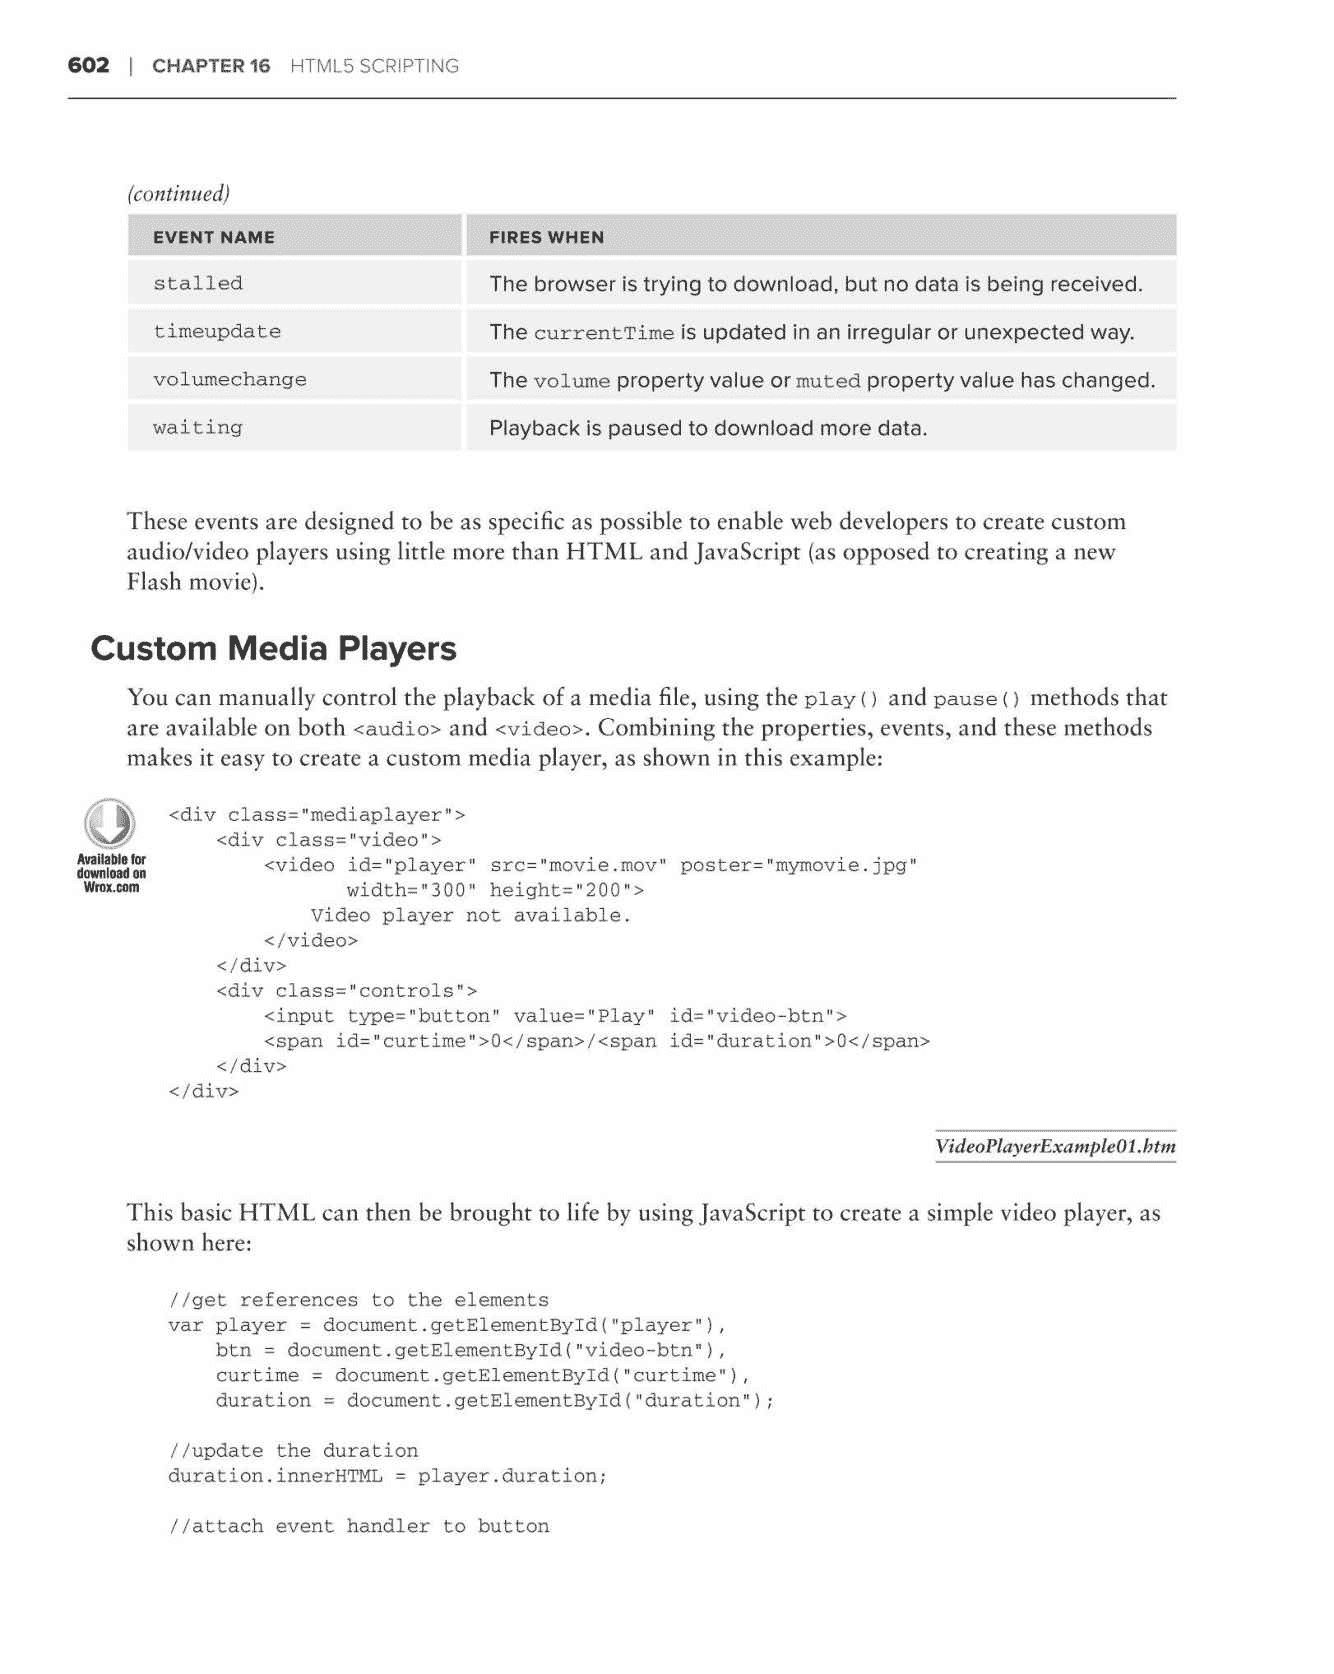 602 | CHAPTER 16 HTML5 SCRIPTING
(continued)
EVENT NAME FIRES WHEN
stalled The browser is trying to download, but no data is being received.
timeupdate The currentTime is updated in an irregular or unexpected way.
volumechange The volume property value or muted property value has changed.
waiting Playback is paused to download more data.
These events are designed to be as specific as possible to enable web developers to create custom
audio/video players using little more than HTML and JavaScript (as opposed to creating a new
Flash movie).
Custom Media Players
You can manually control the playback of a media file, using the play() and pause() methods that
are available on both <audio> and <video>. Combining the properties, events, and these methods
makes it easy to create a custom media player, as shown in this example:
Available for
download on
Wrox.com
<div class="mediaplayer">
    <div class="video">
        <video id="player" src="movie.mov" poster="mymovie.jpg"
               width="300" height="200">
            Video player not available.
        </video>
    </div>
    <div class="controls">
        <input type="button" value="Play" id="video-btn">
        <span id="curtime">0</span>/<span id="duration">0</span>
    </div>
</div>
VideoPlayerExample01.htm
This basic HTML can then be brought to life by using JavaScript to create a simple video player, as
shown here:
//get references to the elements
var player = document.getElementById("player"),
    btn = document.getElementById("video-btn"),
    curtime = document.getElementById("curtime"),
    duration = document.getElementById("duration");
//update the duration
duration.innerHTML = player.duration;
//attach event handler to button